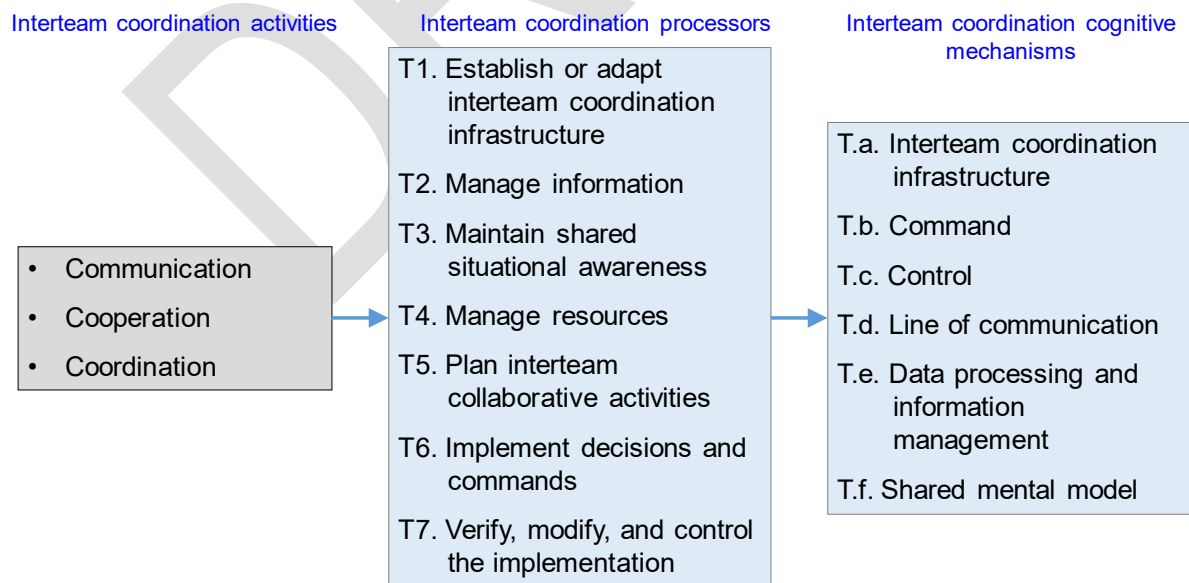 Interteam coordination activities
Interteam coordination processors
Interteam coordination cognitive
mechanisms
• Communication
• Cooperation
• Coordination
T1. Establish or adapt
interteam coordination
infrastructure
T2. Manage information
T3. Maintain shared
situational awareness
T4. Manage resources
T5. Plan interteam
collaborative activities
T6. Implement decisions and
commands
T7. Verify, modify, and control
the implementation
T.a. Interteam coordination
infrastructure
T.b. Command
T.c. Control
T.d. Line of communication
T.e. Data processing and
information
management
T.f. Shared mental model